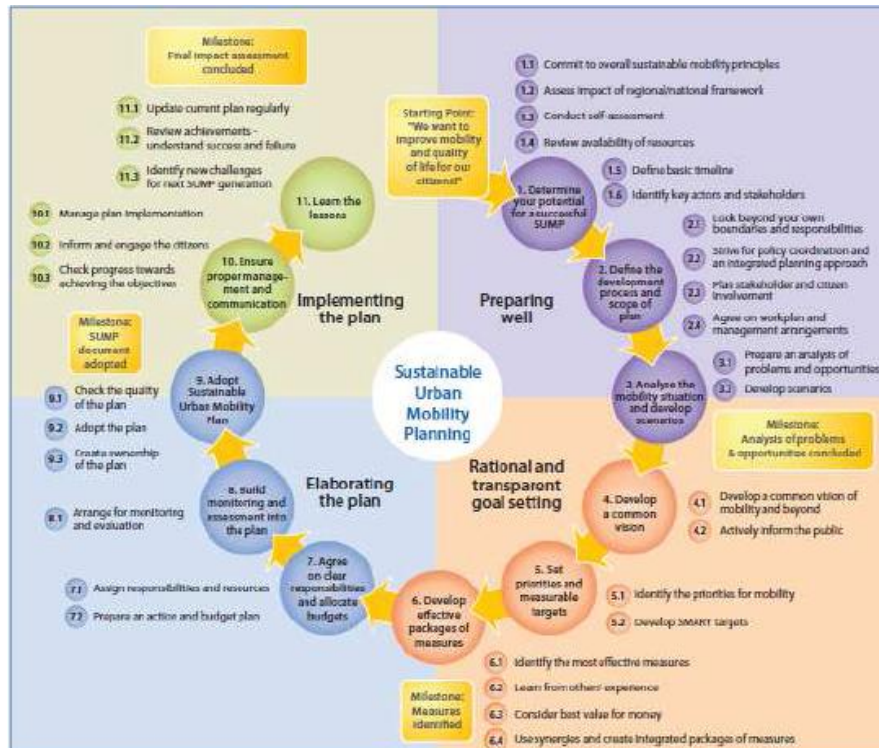 Milestone:
Final impact assessment
concluded
11.1 Update current plan regularly
11.2 Review achievements -
understand success and failure
11.3 Identify new challenges
for next SUMP generation
11. Learn the
lessons
10.1 Manage plan implementation
10.2 Inform and engage the citizens
10.3 Check progress towards
achieving the objectives
10. Ensure
proper manage-
ment and
communication
Implementing
the plan
Starting Point:
"We want to
improve mobility
and quality
of life for our
citizens!"
1.1 Commit to overall sustainable mobility principles
1.2 Assess impact of regional/national framework
1.3 Conduct self-assessment
1.4 Review availability of resources
1.5 Define basic timeline
1.6 Identify key actors and stakeholders
1. Determine
your potential
for a successful
SUMP
2.1 Look beyond your own
boundaries and responsibilities
2.2 Strive for policy coordination and
an integrated planning approach
2.3 Plan stakeholder and citizen
involvement
2.4 Agree on workplan and
management arrangements
2. Define the
development
process and
scope of
plan
Preparing
well
3.1 Prepare an analysis of
problems and opportunities
3.2 Develop scenarios
3. Analyse the
mobility situation
and develop
scenarios
Milestone:
Analysis of problems
& opportunities concluded
Sustainable
Urban
Mobility
Planning
Rational and
transparent
goal setting
4. Develop
a common
vision
4.1 Develop a common vision of
mobility and beyond
4.2 Actively inform the public
5. Set
priorities and
measurable
targets
5.1 Identify the priorities for mobility
5.2 Develop SMART targets
6. Develop
effective
packages of
measures
6.1 Identify the most effective measures
6.2 Learn from others' experience
6.3 Consider best value for money
6.4 Use synergies and create integrated packages of measures
Milestone:
Measures
identified
Elaborating
the plan
7. Agree
on clear
responsibilities
and allocate
budgets
7.1 Assign responsibilities and resources
7.2 Prepare an action and budget plan
8. Build
monitoring and
assessment into
the plan
8.1 Arrange for monitoring
and evaluation
9. Adopt
Sustainable
Urban Mobility
Plan
9.1 Check the quality
of the plan
9.2 Adopt the plan
9.3 Create ownership
of the plan
Milestone:
SUMP
document
adopted